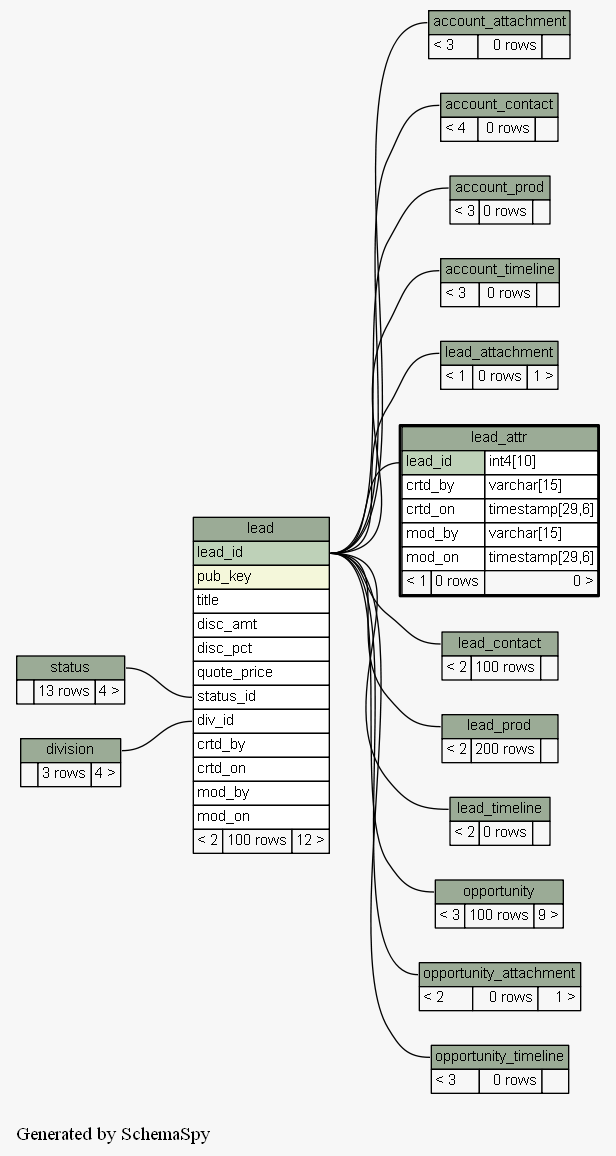 account_attachment
< 3 0 rows
account_contact
< 4 0 rows
account_prod
< 3 0 rows
account_timeline
< 3 0 rows
lead_attachment
< 1 0 rows 1 >
lead_attr
lead_id int4[10]
crtd_by varchar[15]
crtd_on timestamp[29,6]
mod_by varchar[15]
mod_on timestamp[29,6]
< 1 0 rows 0 >
lead
lead_id
pub_key
title
disc_amt
disc_pct
quote_price
status_id
div_id
crtd_by
crtd_on
mod_by
mod_on
< 2 100 rows 12 >
status
13 rows 4 >
division
3 rows 4 >
lead_contact
< 2 100 rows
lead_prod
< 2 200 rows
lead_timeline
< 2 0 rows
opportunity
< 3 100 rows 9 >
opportunity_attachment
< 2 0 rows 1 >
opportunity_timeline
< 3 0 rows
Generated by SchemaSpy